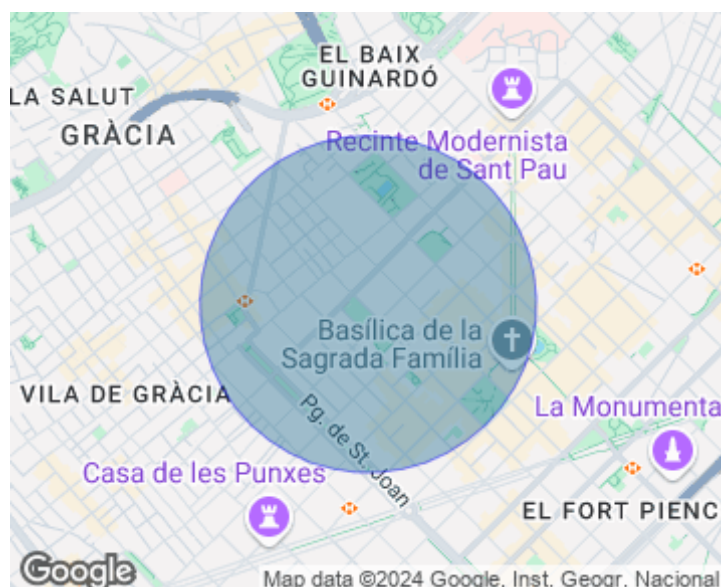 EL BAIX
GUINARDÓ
LA SALUT
GRÀCIA
Recinte Modernista
de Sant Pau
Basílica de la
Sagrada Família
VILA DE GRÀCIA
Pg. de St. Joan
La Monumenta
Casa de les Punxes
EL FORT PIENC
Google
Map data ©2024 Google, Inst. Geogr. Nacional